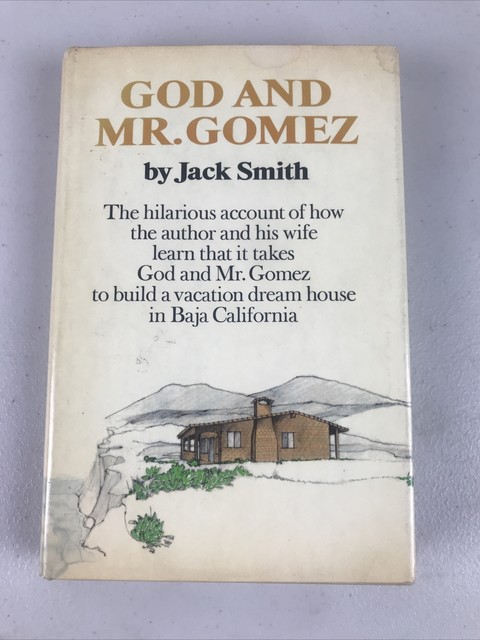 GOD AND
MR. GOMEZ
by Jack Smith
The hilarious account of how
the author and his wife
learn that it takes
God and Mr. Gomez
to build a vacation dream house
in Baja California